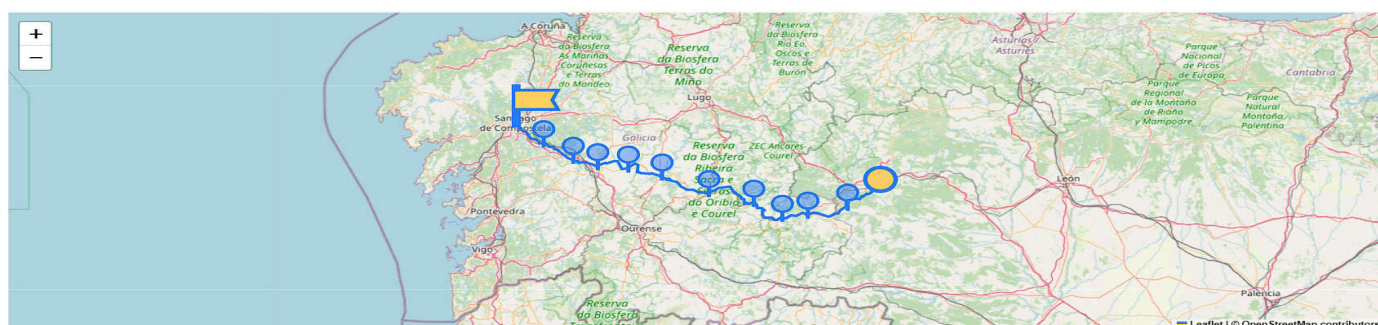 +
−
A Coruña
Reserva
da Biosfera
As Mariñas
Coruñesas
e Terras
do Mandeo
Reserva
da Biosfera
Terras do
Miño
Reserva
da Biosfera
Río Eo,
Oscos e
Terras de
Burón
Asturias
Asturies
Parque
Nacional
de Picos
de Europa
Cantabria
Parque
Regional
de la Montaña
de Riaño
y Mampodre
Parque
Natural
Montaña
Palentina
Lugo
Santiago
de Compostela
Galicia
Reserva
da Biosfera
Ribeira
Sacra e
Serras
do Oribio
e Courel
ZEC Ancares
Courel
León
Pontevedra
Ourense
Vigo
Palencia
Reserva
da Biosfera
Leaflet | © OpenStreetMap contributors